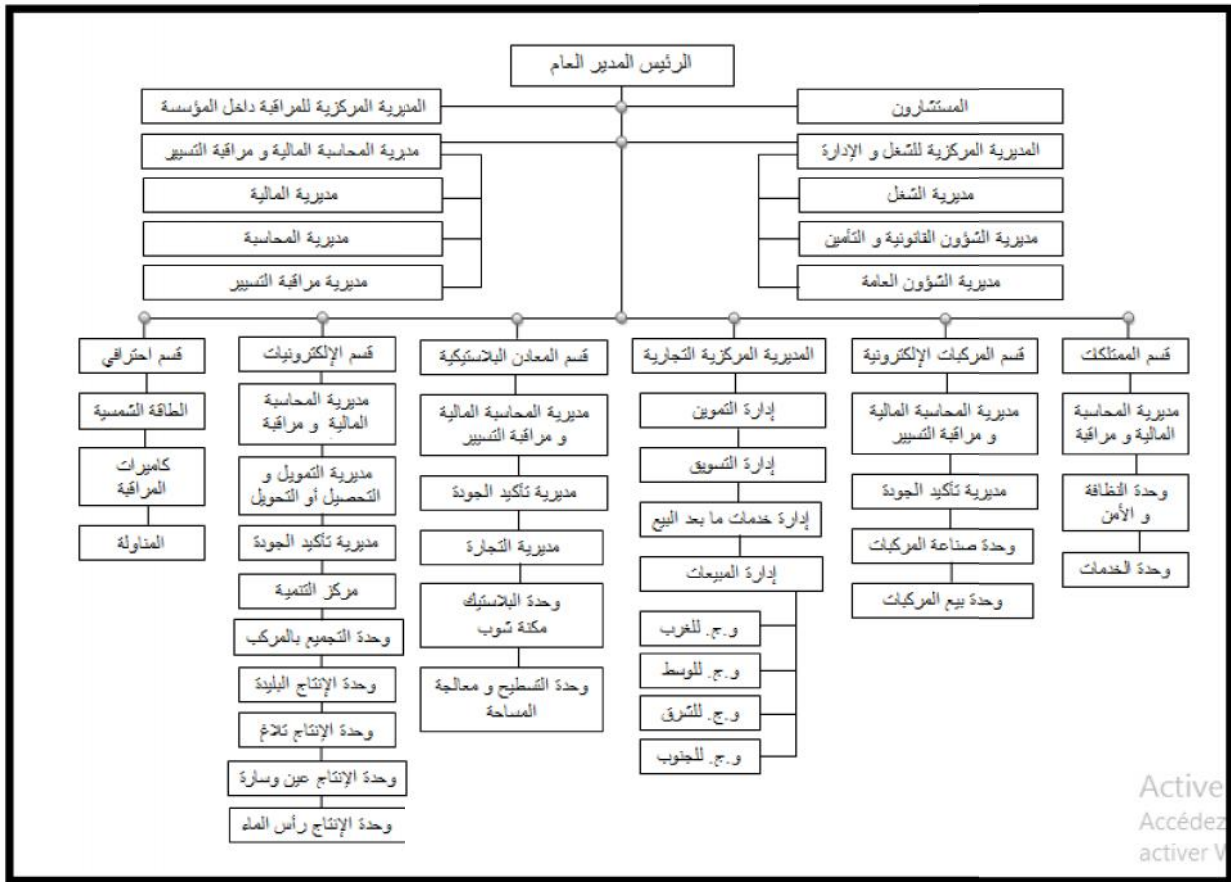 الرئيس المدير العام
المستشارون
المديرية المركزية للمراقبة داخل المؤسسة
المديرية المركزية للشغل و الإدارة
مديرية الشغل
مديرية الشؤون القانونية و التأمين
مديرية الشؤون العامة
مديرية المحاسبة المالية و مراقبة التسيير
مديرية المالية
مديرية المحاسبة
مديرية مراقبة التسيير
قسم الممتلكات
مديرية المحاسبة
المالية و مراقبة
وحدة النظافة
و الأمن
وحدة الخدمات
قسم المركبات الإلكترونية
مديرية المحاسبة المالية
و مراقبة التسيير
مديرية تأكيد الجودة
وحدة صناعة المركبات
وحدة بيع المركبات
المديرية المركزية التجارية
إدارة التموين
إدارة التسويق
إدارة خدمات ما بعد البيع
إدارة المبيعات
و.ج. للغرب
و.ج. للوسط
و.ج. للشرق
و.ج. للجنوب
قسم المعادن البلاستيكية
مديرية المحاسبة المالية
و مراقبة التسيير
مديرية تأكيد الجودة
مديرية التجارة
وحدة البلاستيك
مكنة شوب
وحدة التسطيح و معالجة
المساحة
قسم الإلكترونيات
مديرية المحاسبة
المالية و مراقبة
مديرية التمويل و
التحصيل أو التحويل
مديرية تأكيد الجودة
مركز التنمية
وحدة التجميع بالمركب
وحدة الإنتاج البليدة
وحدة الإنتاج تلاغ
وحدة الإنتاج عين وسارة
وحدة الإنتاج رأس الماء
قسم احترافي
الطاقة الشمسية
كاميرات
المراقبة
المناولة
Active
Accédez
activer V